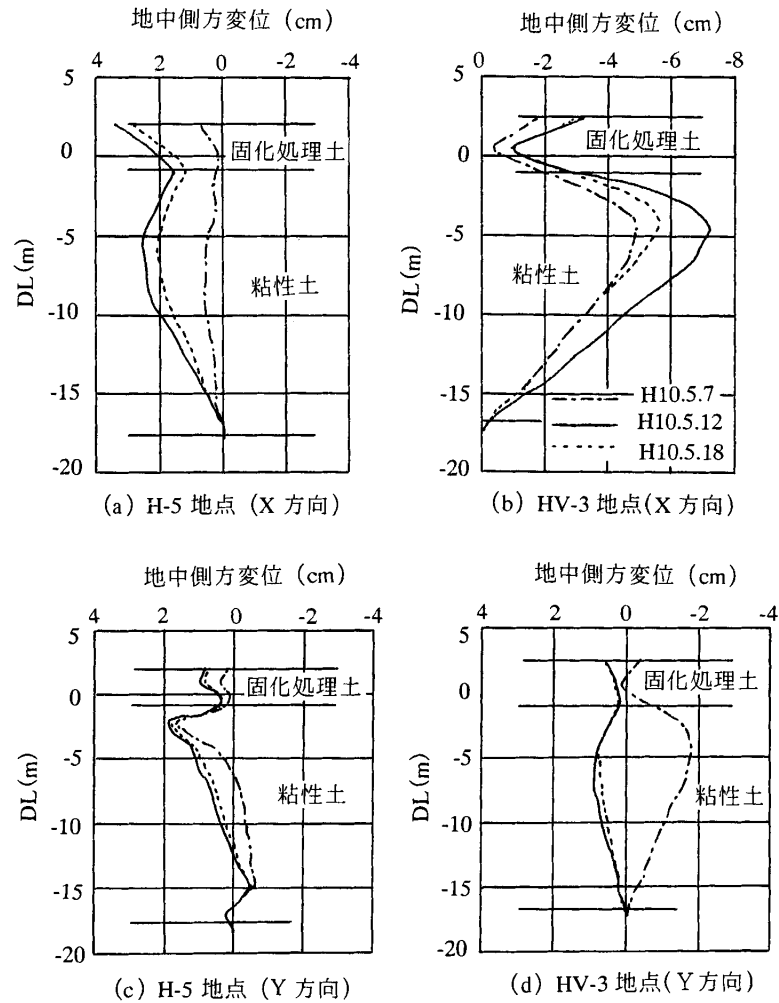 地中側方変位 (cm)
4 2 0 -2 -4
5
0
-5
-10
-15
-20
DL(m)
固化処理土
粘性土
(a) H-5 地点 (X 方向)
地中側方変位 (cm)
0 -2 -4 -6 -8
5
0
-5
-10
-15
-20
DL(m)
固化処理土
粘性土
H10.5.7
H10.5.12
H10.5.18
(b) HV-3 地点(X 方向)
地中側方変位 (cm)
4 2 0 -2 -4
5
0
-5
-10
-15
-20
DL(m)
固化処理土
粘性土
(c) H-5 地点 (Y 方向)
地中側方変位 (cm)
4 2 0 -2 -4
5
0
-5
-10
-15
-20
DL(m)
固化処理土
粘性土
(d) HV-3 地点(Y方向)